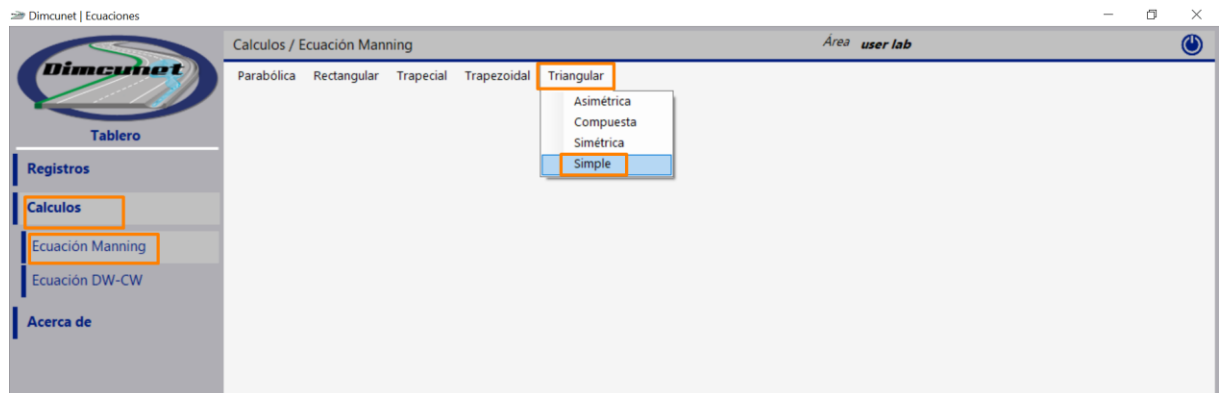 Dimcunet | Ecuaciones
Dimcunet
Calculos / Ecuación Manning
Área user lab
Parabólica Rectangular Trapecial Trapezoidal Triangular
Asimétrica
Compuesta
Simétrica
Simple
Tablero
Registros
Calculos
Ecuación Manning
Ecuación DW-CW
Acerca de